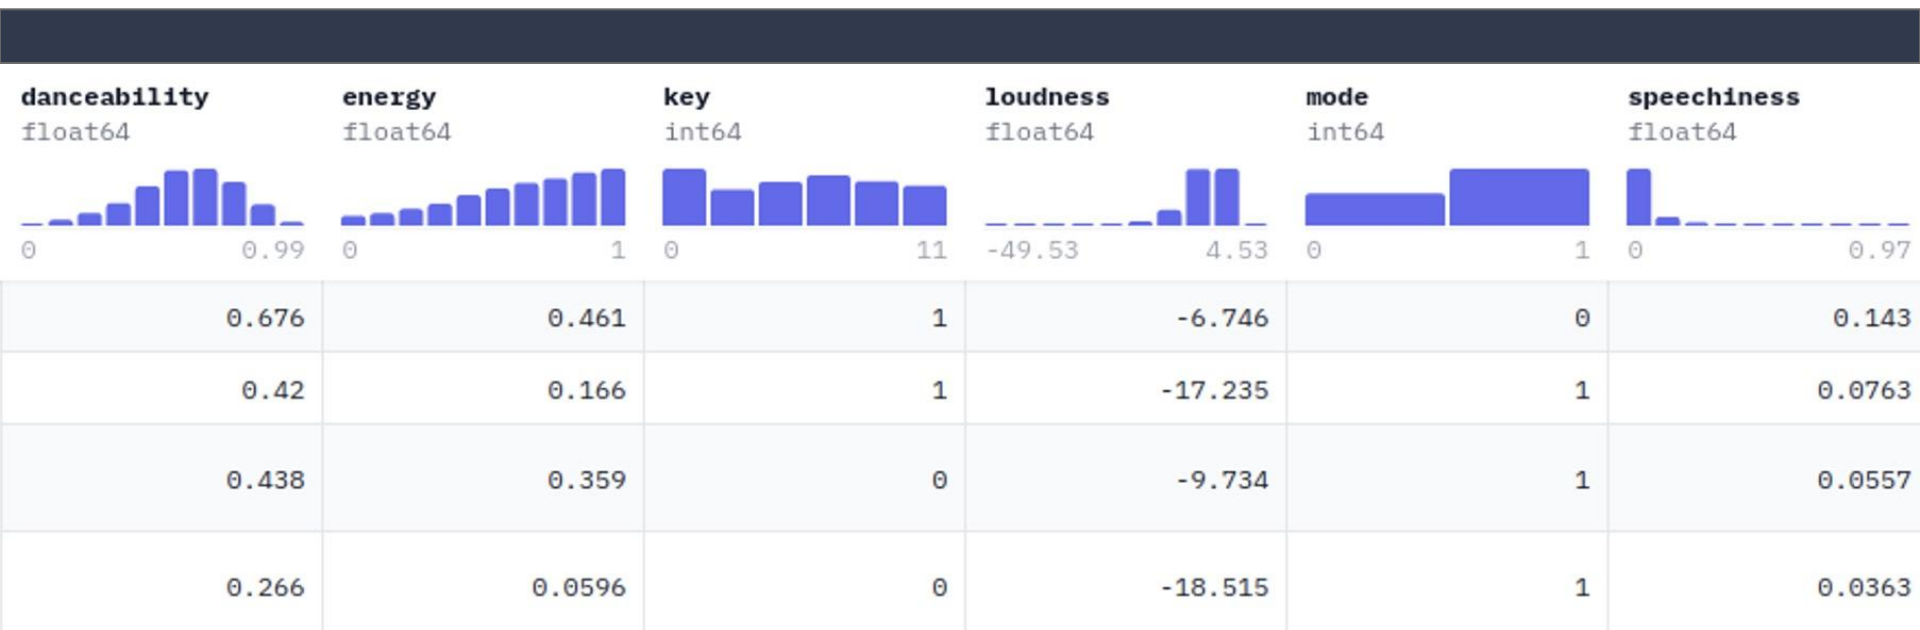 danceability energy key loudness mode speechiness
float64 float64 int64 float64 int64 float64
0 0.99 0 1 0 11 -49.53 4.53 0 1 0 0.97
0.676 0.461 1 -6.746 0 0.143
0.42 0.166 1 -17.235 1 0.0763
0.438 0.359 0 -9.734 1 0.0557
0.266 0.0596 0 -18.515 1 0.0363